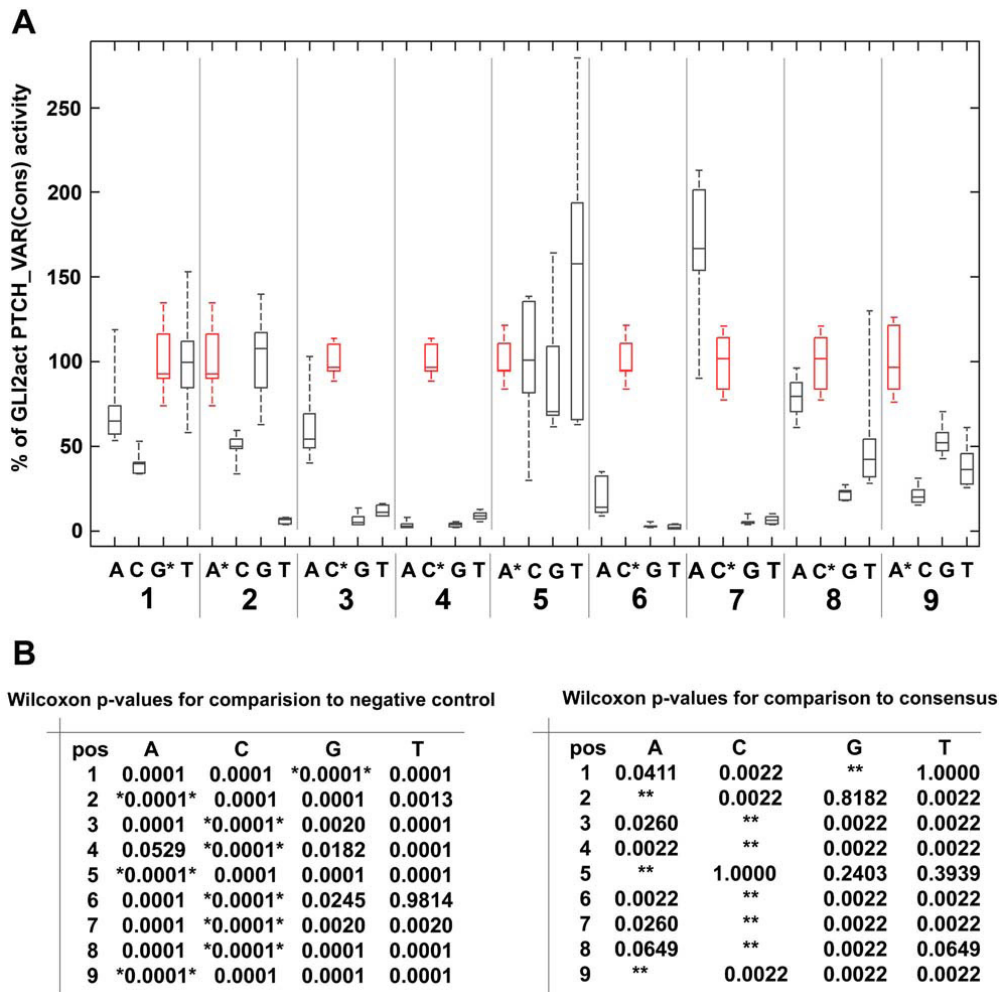 A
% of GLI2act PTCH_VAR(Cons) activity
250
200
150
100
50
0
A C G* T A* C G T A C* G T A C* G T A* C G T A C* G T A C* G T A C* G T A* C G T
1 2 3 4 5 6 7 8 9
B
Wilcoxon p-values for comparision to negative control
pos A C G T
1 0.0001 0.0001 *0.0001* 0.0001
2 *0.0001* 0.0001 0.0001 0.0013
3 0.0001 *0.0001* 0.0020 0.0001
4 0.0529 *0.0001* 0.0182 0.0001
5 *0.0001* 0.0001 0.0001 0.0001
6 0.0001 *0.0001* 0.0245 0.9814
7 0.0001 *0.0001* 0.0020 0.0020
8 0.0001 *0.0001* 0.0001 0.0001
9 *0.0001* 0.0001 0.0001 0.0001
Wilcoxon p-values for comparison to consensus
pos A C G T
1 0.0411 0.0022 ** 1.0000
2 ** 0.0022 0.8182 0.0022
3 0.0260 ** 0.0022 0.0022
4 0.0022 ** 0.0022 0.0022
5 ** 1.0000 0.2403 0.3939
6 0.0022 ** 0.0022 0.0022
7 0.0260 ** 0.0022 0.0022
8 0.0649 ** 0.0022 0.0649
9 ** 0.0022 0.0022 0.0022